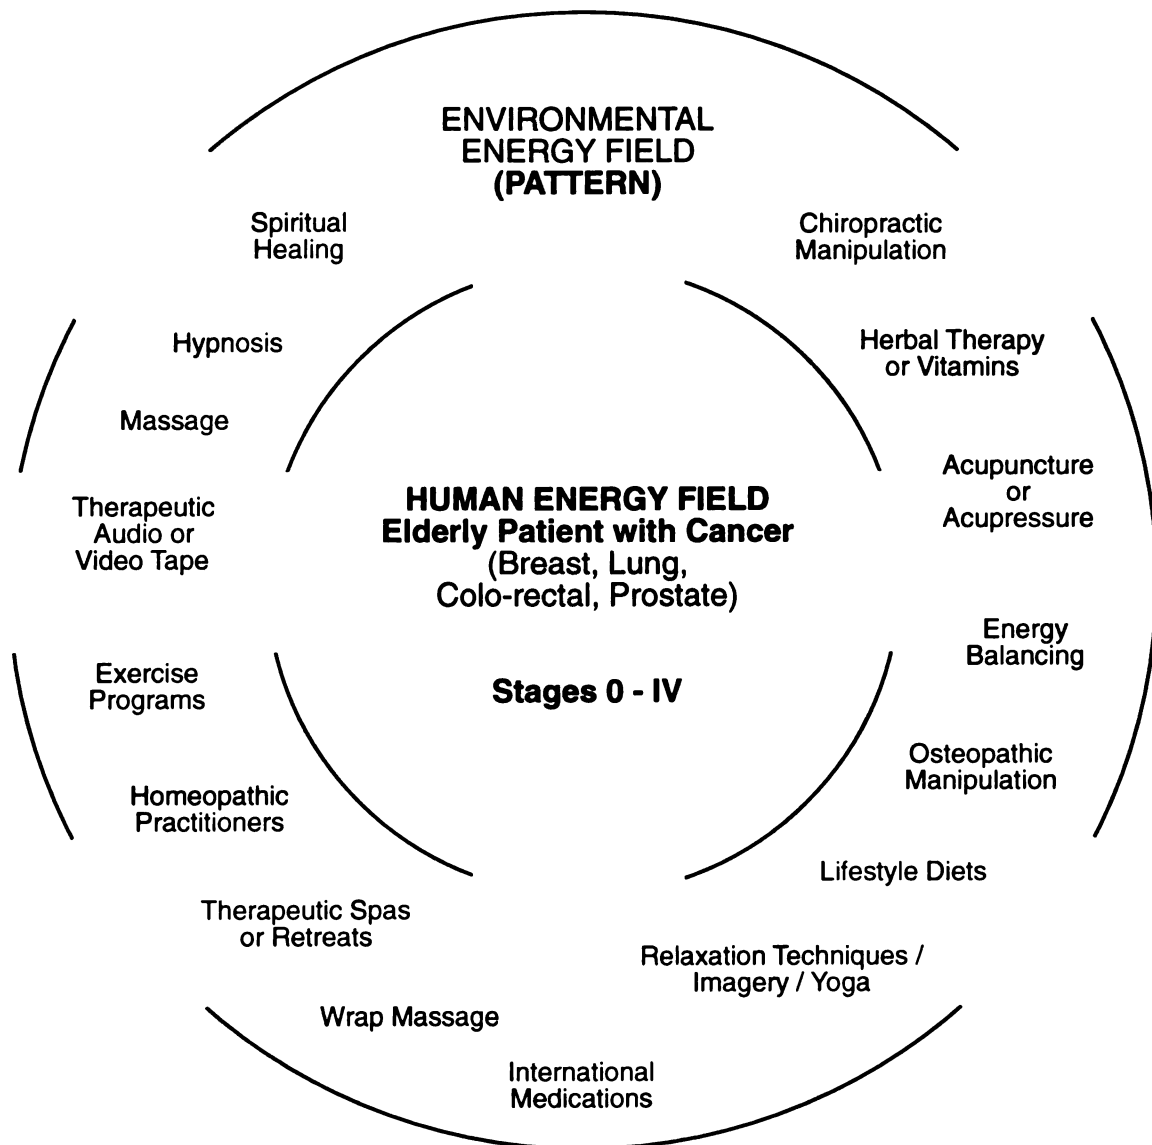 ENVIRONMENTAL
ENERGY FIELD
(PATTERN)
Spiritual
Healing
Chiropractic
Manipulation
Hypnosis
Herbal Therapy
or Vitamins
Massage
Acupuncture
or
Acupressure
Therapeutic
Audio or
Video Tape
HUMAN ENERGY FIELD
Elderly Patient with Cancer
(Breast, Lung,
Colo-rectal, Prostate)
Stages 0 - IV
Energy
Balancing
Exercise
Programs
Osteopathic
Manipulation
Homeopathic
Practitioners
Lifestyle Diets
Therapeutic Spas
or Retreats
Relaxation Techniques /
Imagery / Yoga
Wrap Massage
International
Medications